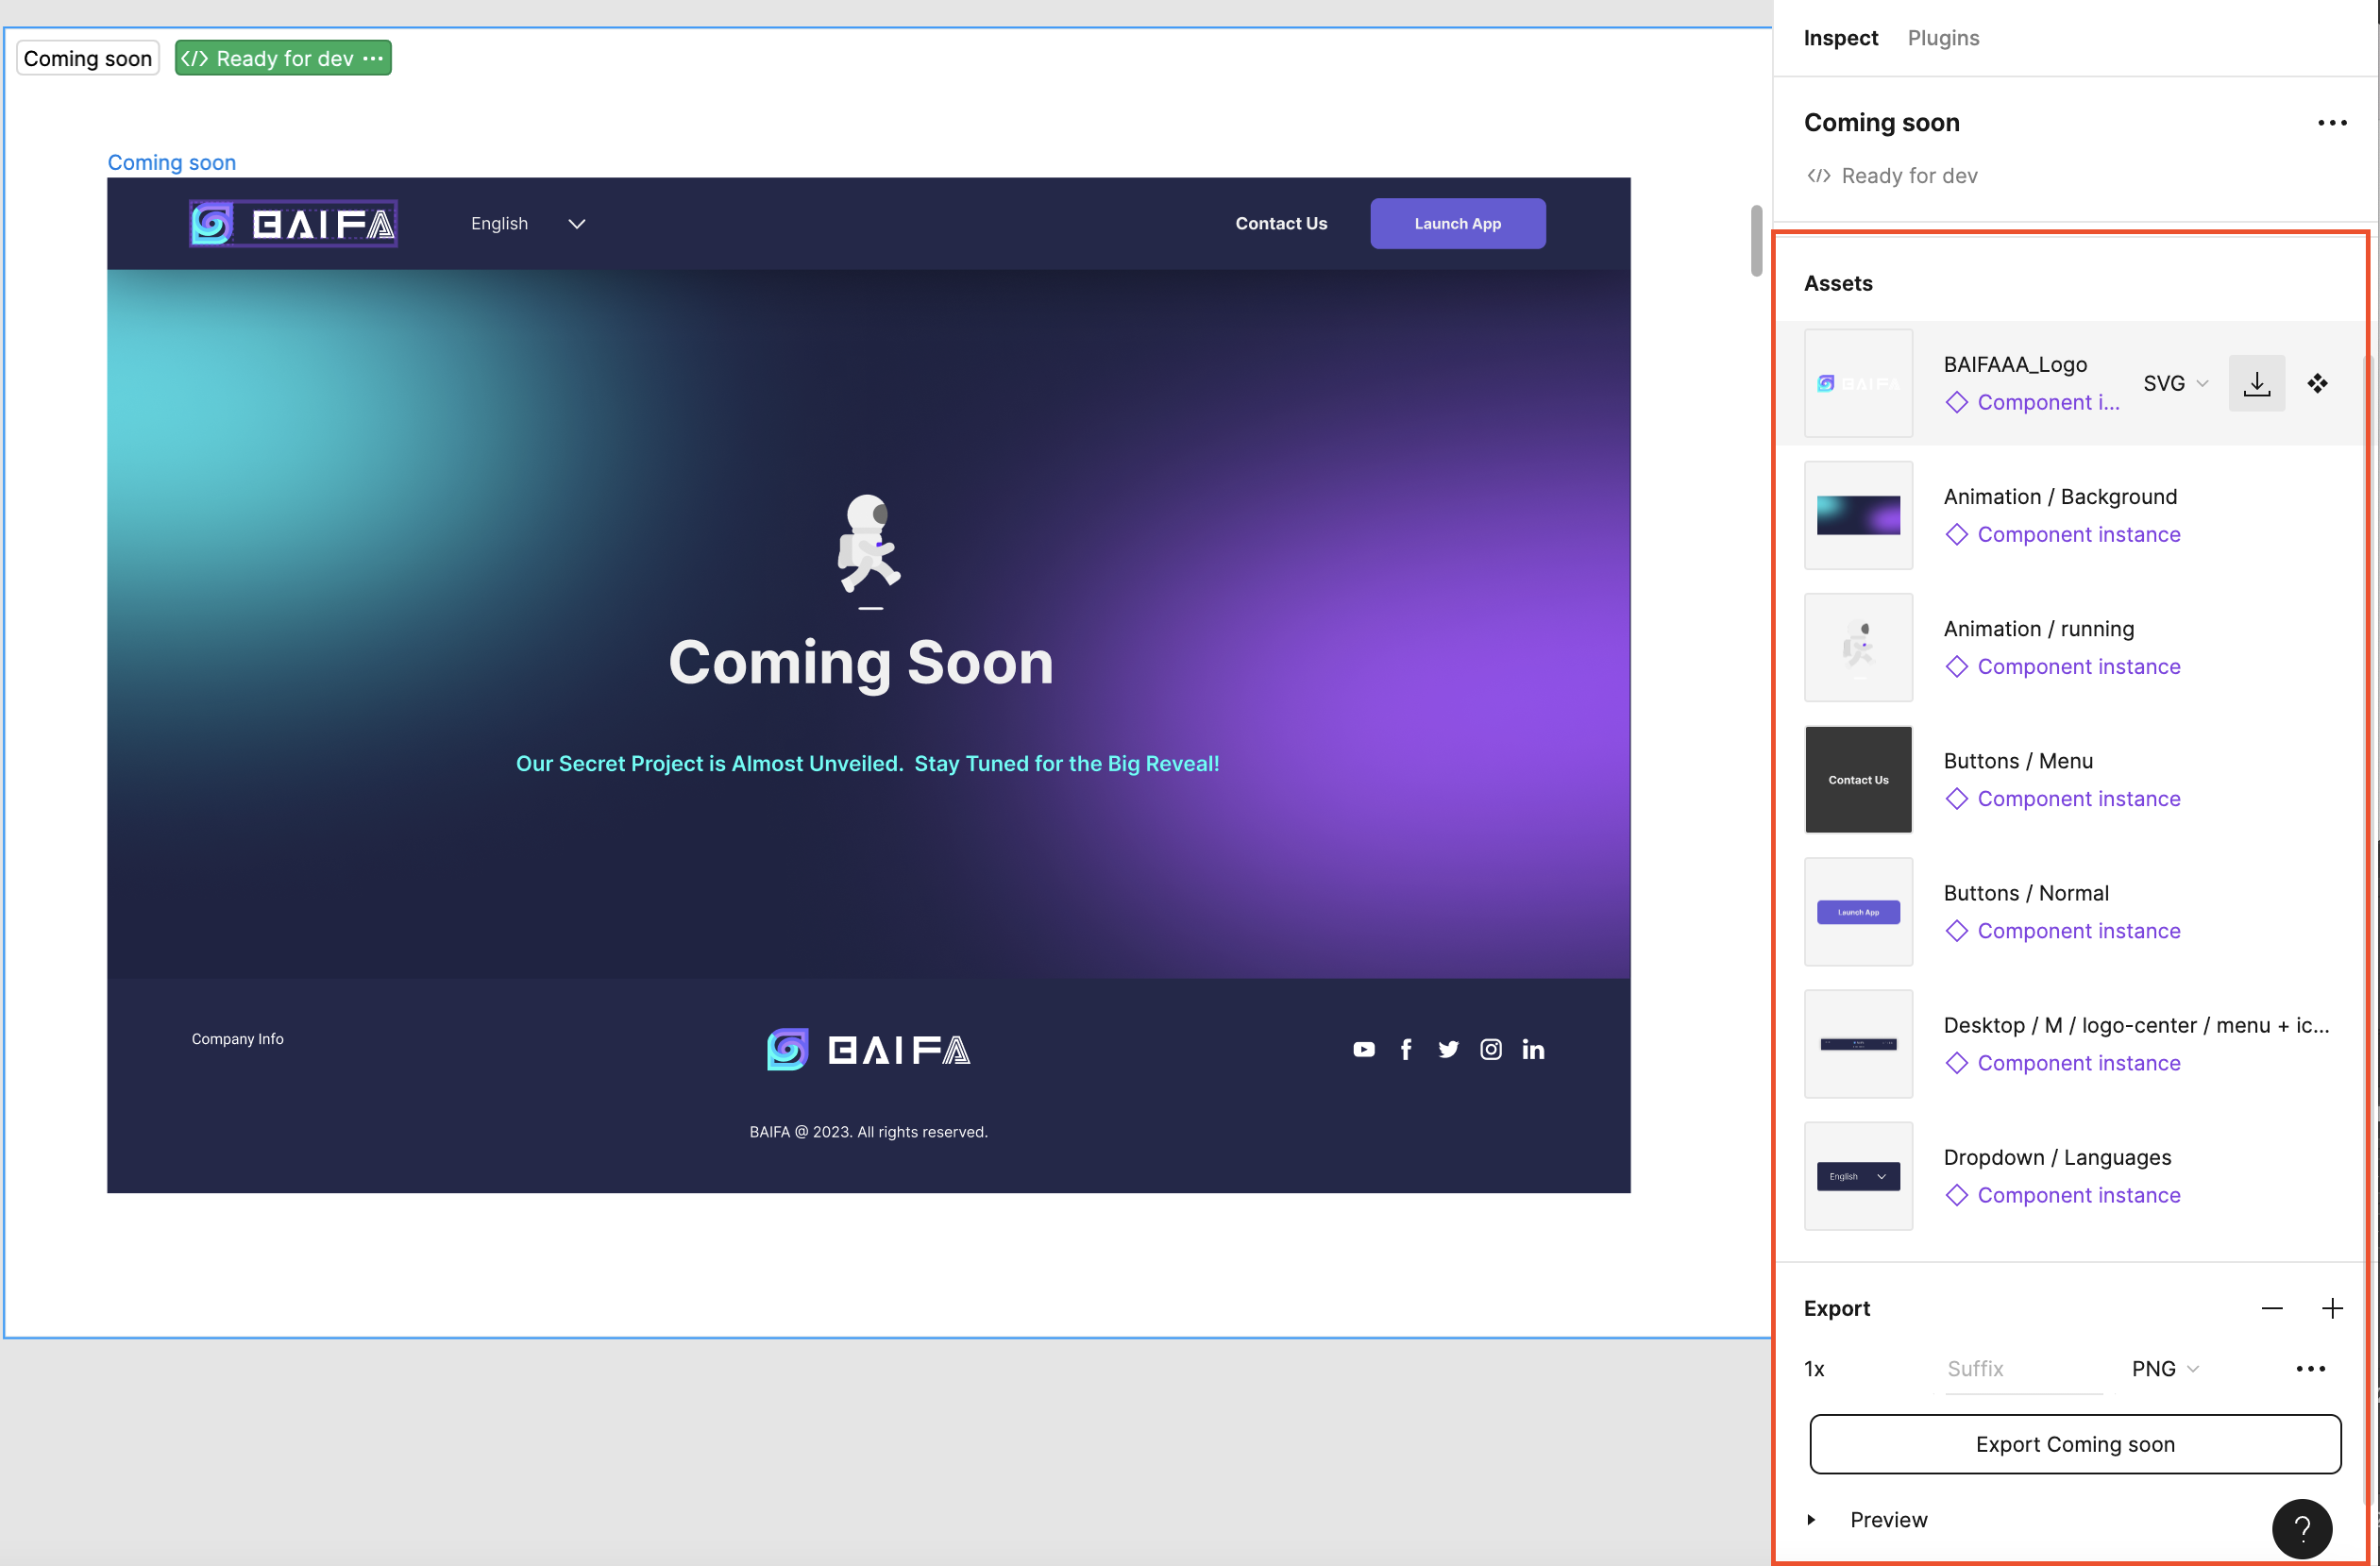 Coming soon
</> Ready for dev ...
Coming soon
BAIFA
English
Contact Us
Launch App
Coming Soon
Our Secret Project is Almost Unveiled.  Stay Tuned for the Big Reveal!
Company Info
BAIFA
BAIFA @ 2023. All rights reserved.
Inspect
Plugins
Coming soon
</> Ready for dev
Assets
BAIFA
BAIFAAA_Logo
Component i...
SVG
Animation / Background
Component instance
Animation / running
Component instance
Contact Us
Buttons / Menu
Component instance
Launch App
Buttons / Normal
Component instance
Desktop / M / logo-center / menu + ic...
Component instance
English
Dropdown / Languages
Component instance
Export
1x
Suffix
PNG
Export Coming soon
Preview
?